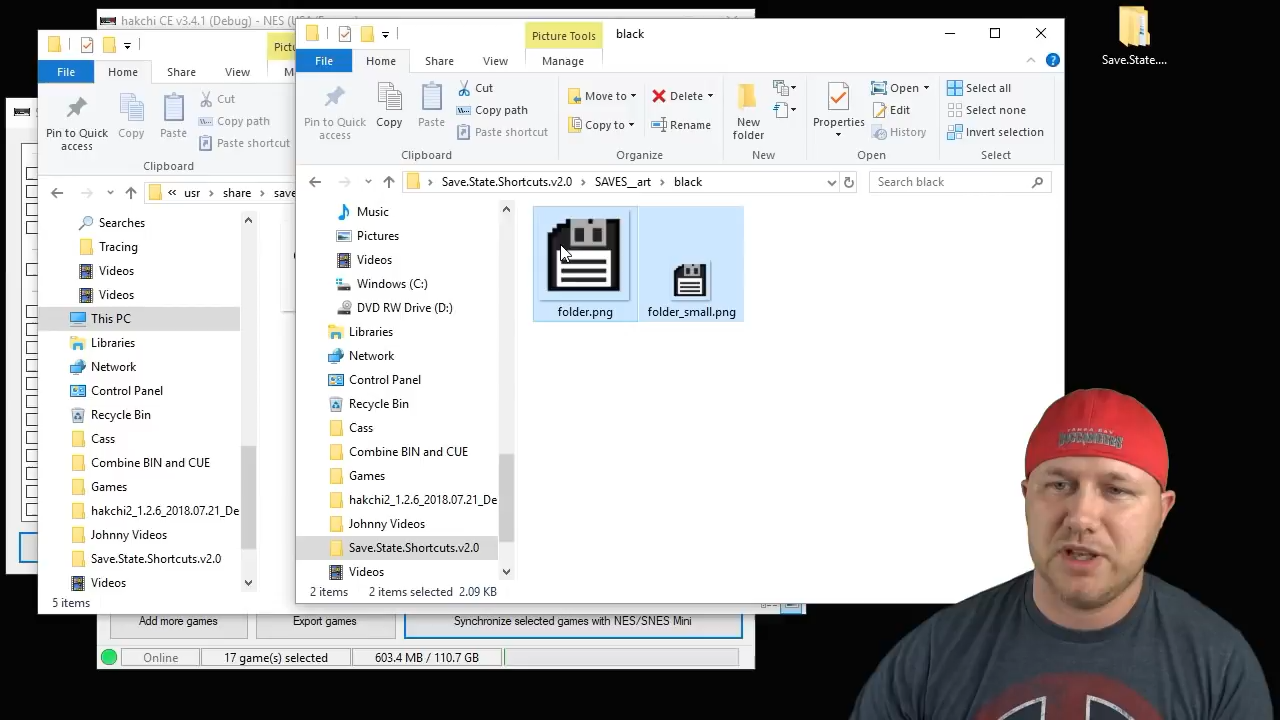 hakchi CE v3.4.1 (Debug) - NES (US
Save.State....
Pictu
File
Home
Share
View
M
Pin to Quick access
Copy
Paste
Cut
Copy path
Paste shortcut
Clipboard
« usr > share > save
Searches
Tracing
Videos
Videos
This PC
Libraries
Network
Control Panel
Recycle Bin
Cass
Combine BIN and CUE
Games
hakchi2_1.2.6_2018.07.21_De
Johnny Videos
Save.State.Shortcuts.v2.0
Videos
5 items
Picture Tools
black
File
Home
Share
View
Manage
Pin to Quick access
Copy
Paste
Cut
Copy path
Paste shortcut
Clipboard
Move to
Copy to
Delete
Rename
Organize
New folder
New
Properties
Open
Edit
History
Open
Select all
Select none
Invert selection
Select
> Save.State.Shortcuts.v2.0 > SAVES__art > black
Search black
Music
Pictures
Videos
Windows (C:)
DVD RW Drive (D:)
Libraries
Network
Control Panel
Recycle Bin
Cass
Combine BIN and CUE
Games
hakchi2_1.2.6_2018.07.21_De
Johnny Videos
Save.State.Shortcuts.v2.0
Videos
folder.png
folder_small.png
2 items
2 items selected 2.09 KB
Add more games
Export games
Synchronize selected games with NES/SNES Mini
Online
17 game(s) selected
603.4 MB / 110.7 GB
TAMPA BAY
BUCCANEERS